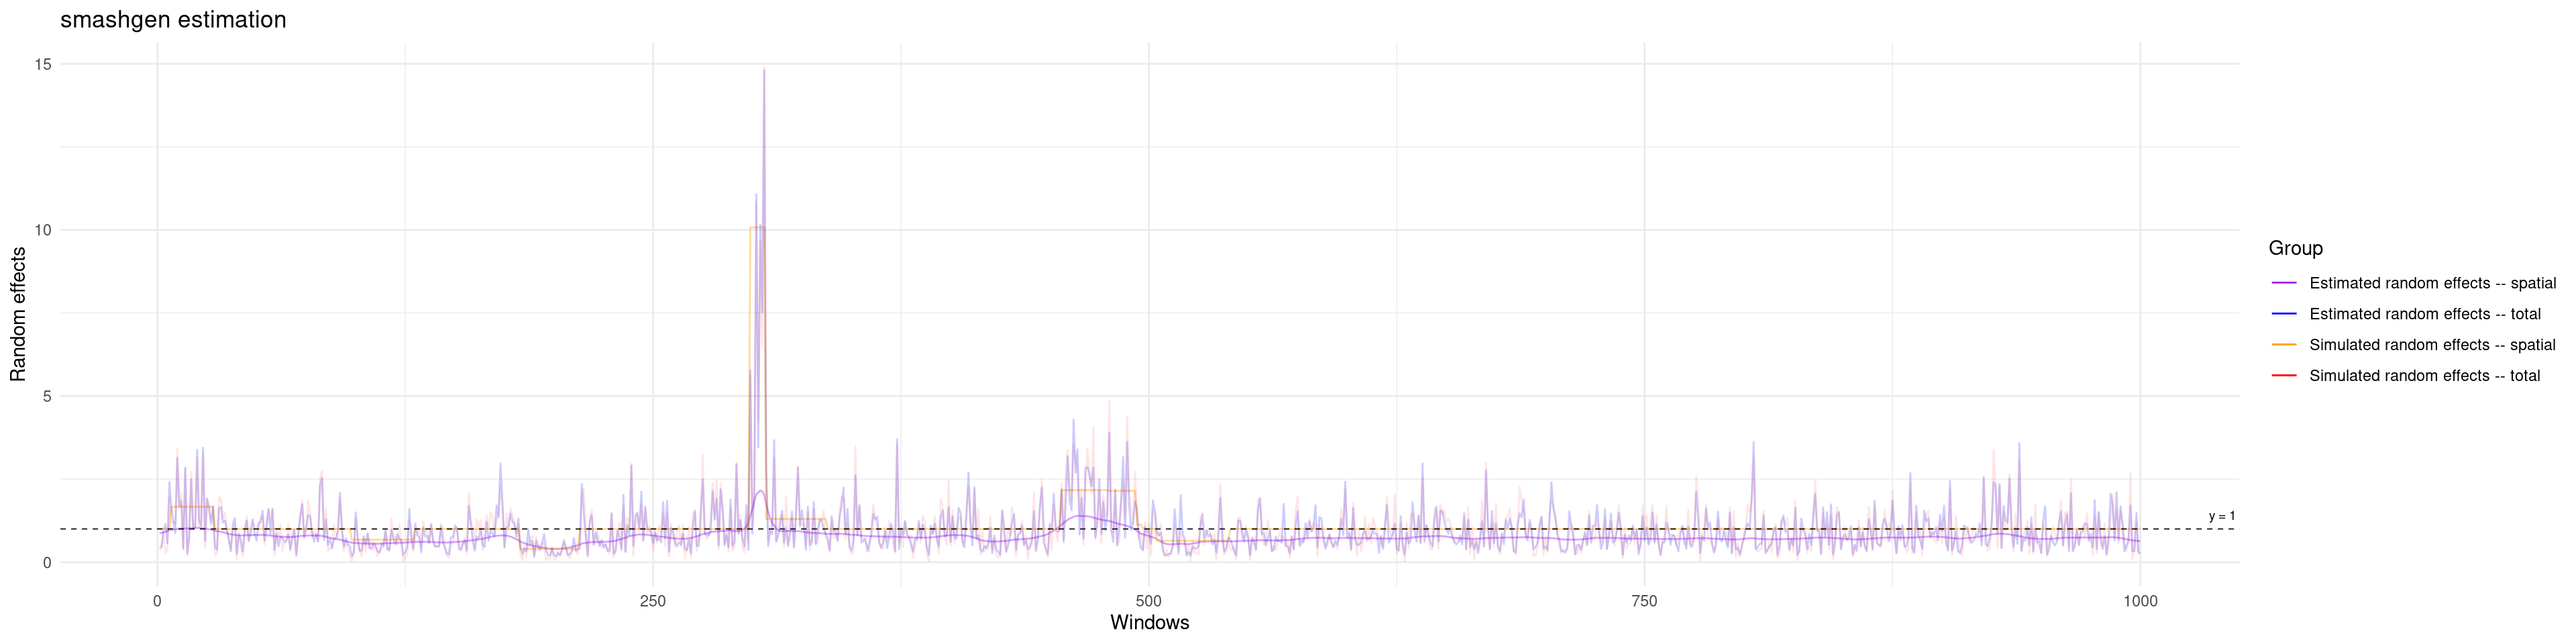 smashgen estimation
15
10
5
0
Random effects
y = 1
0
250
500
750
1000
Windows
Group
Estimated random effects -- spatial
Estimated random effects -- total
Simulated random effects -- spatial
Simulated random effects -- total